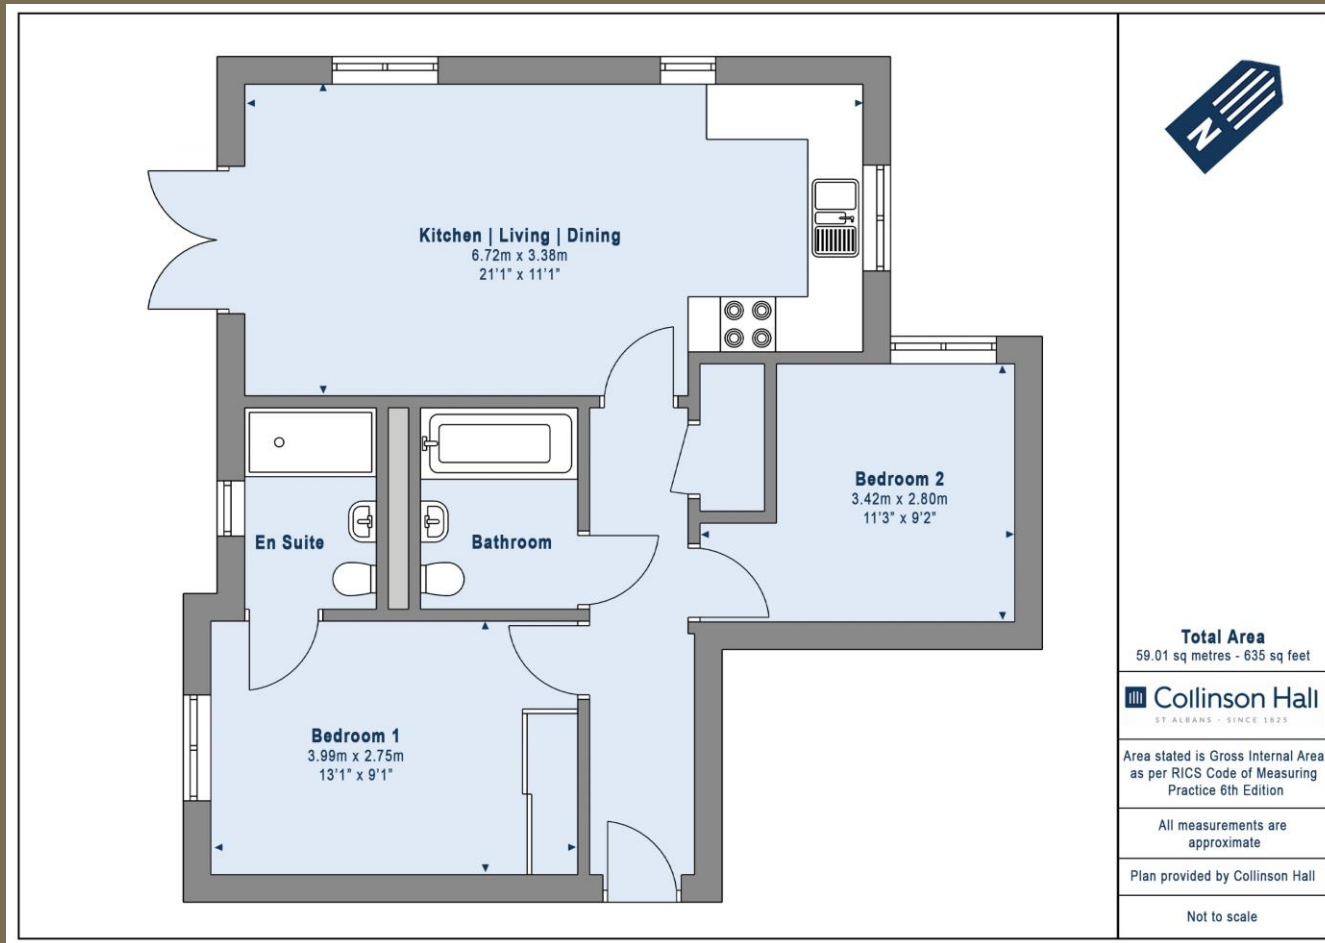 Kitchen | Living | Dining
6.72m x 3.38m
21'1" x 11'1"
Bedroom 2
3.42m x 2.80m
11'3" x 9'2"
En Suite
Bathroom
Bedroom 1
3.99m x 2.75m
13'1" x 9'1"
N
Total Area
59.01 sq metres - 635 sq feet
Collinson Hall
ST ALBANS - SINCE 1825
Area stated is Gross Internal Area
as per RICS Code of Measuring
Practice 6th Edition
All measurements are
approximate
Plan provided by Collinson Hall
Not to scale